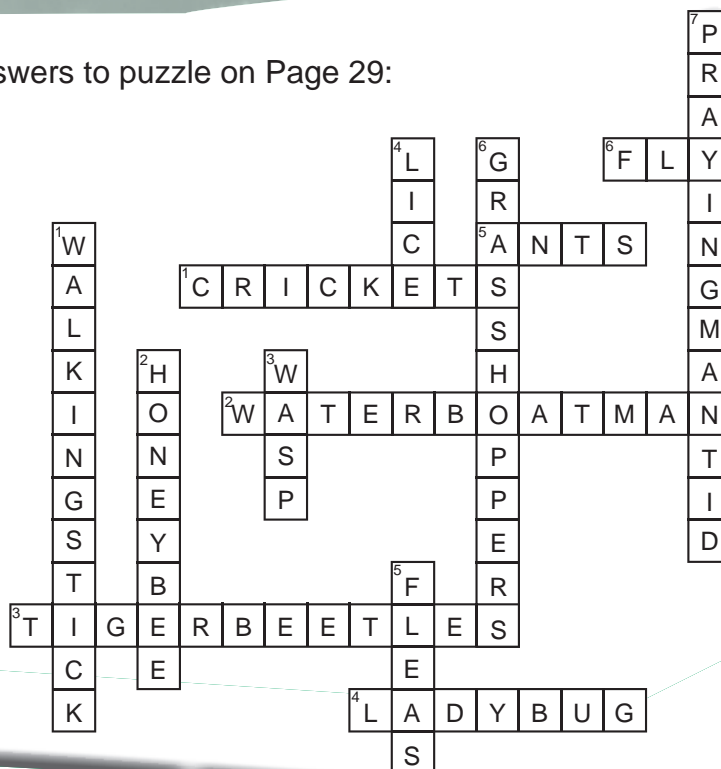 swers to puzzle on Page 29:
7 PRAYINGMANTID
4 LICE
6 GRASSHOPPERS
6 FLY
1 WALKINGSTICK
5 ANTS
1 CRICKETS
2 HONEYBEE
3 WASP
2 WATERBOATMAN
5 FLEAS
3 TIGERBEETLES
4 LADYBUG